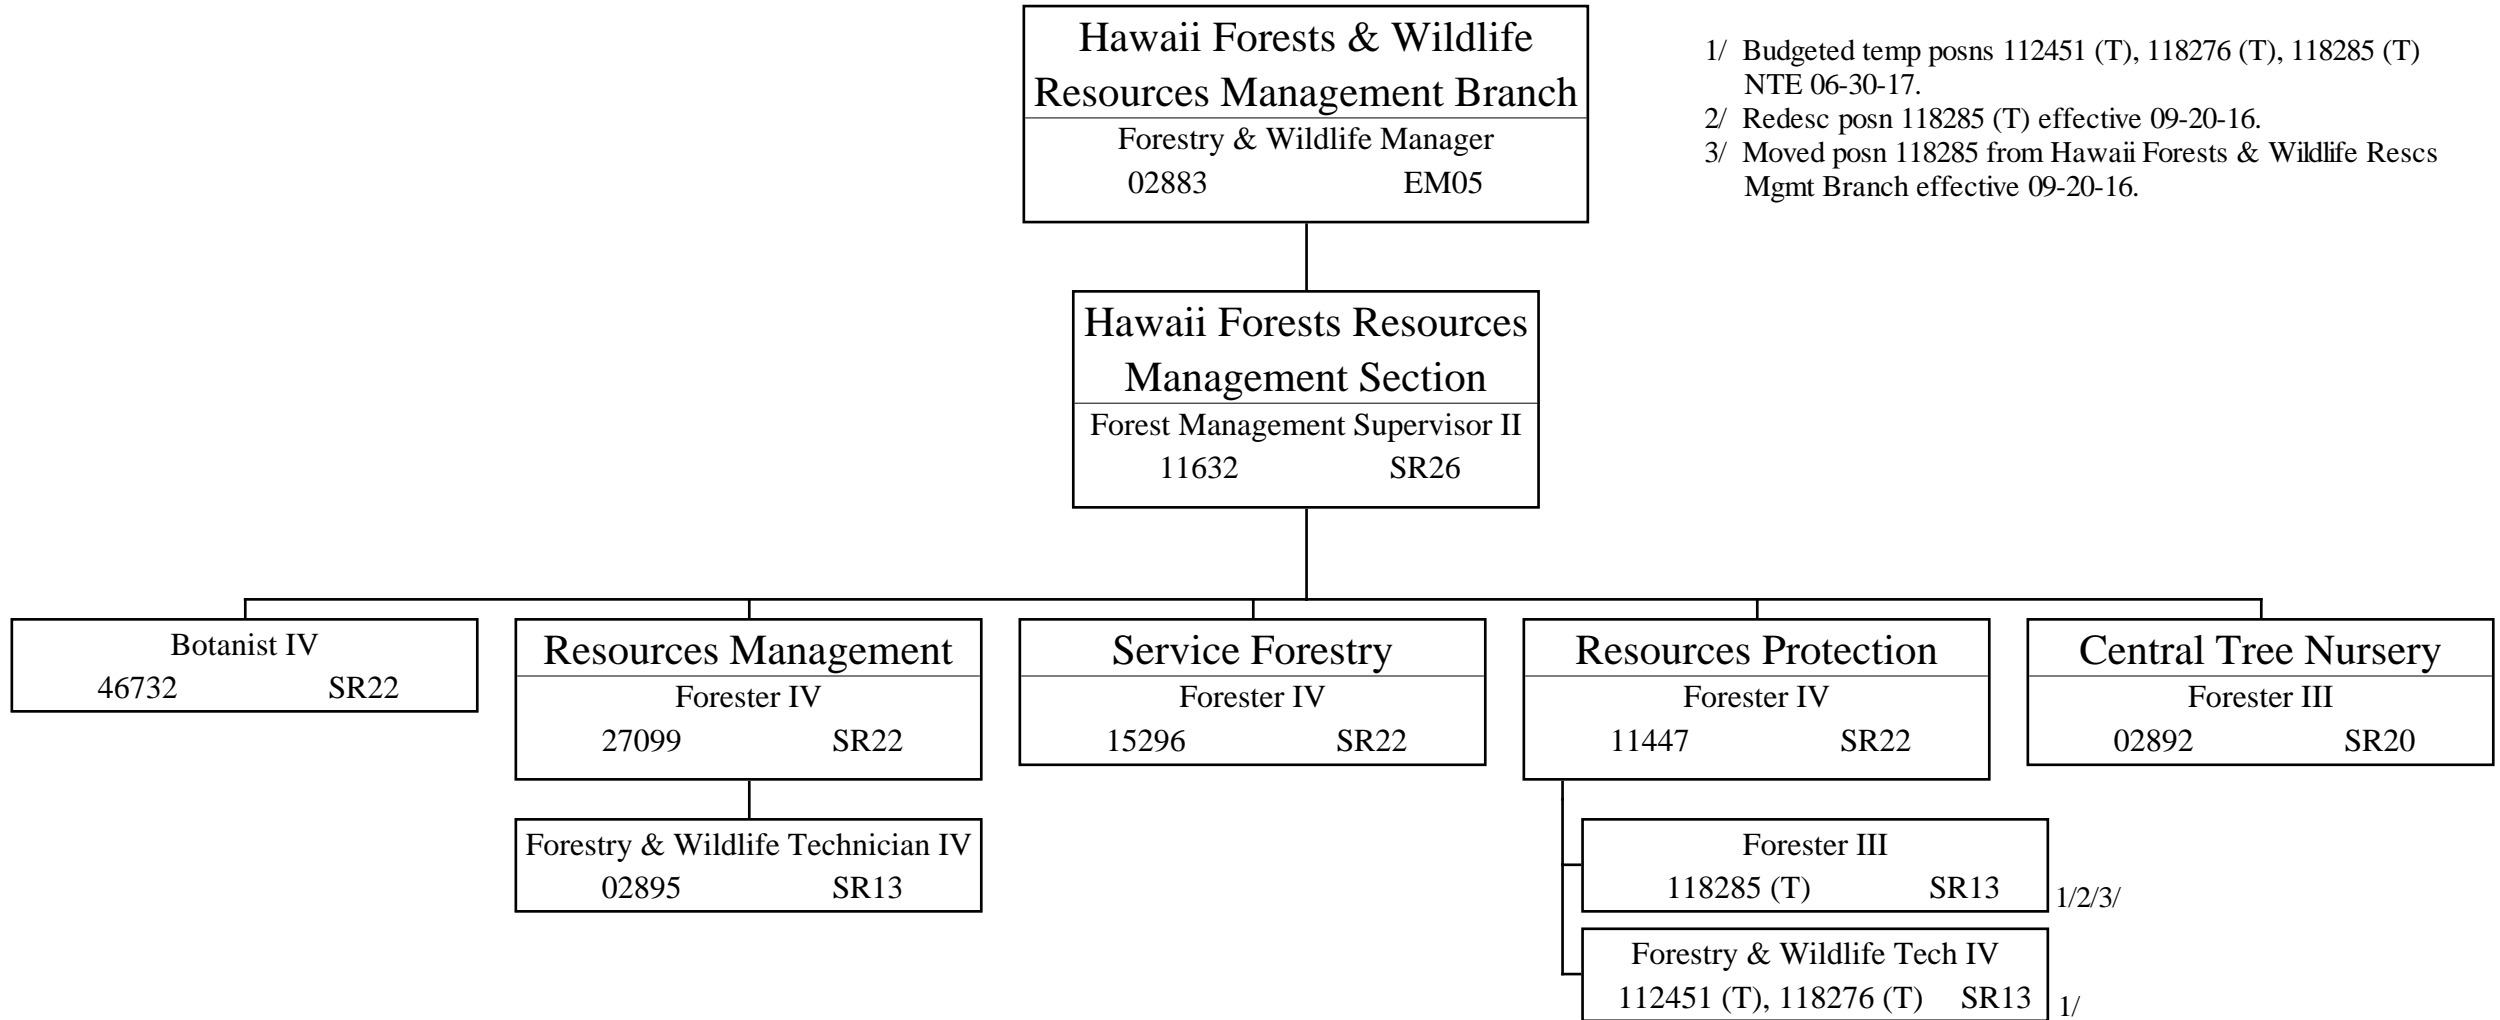 Hawaii Forests & Wildlife
Resources Management Branch
Forestry & Wildlife Manager
02883 EM05
1/ Budgeted temp posns 112451 (T), 118276 (T), 118285 (T)
NTE 06-30-17.
2/ Redesc posn 118285 (T) effective 09-20-16.
3/ Moved posn 118285 from Hawaii Forests & Wildlife Rescs
Mgmt Branch effective 09-20-16.
Hawaii Forests Resources
Management Section
Forest Management Supervisor II
11632 SR26
Botanist IV
46732 SR22
Resources Management
Forester IV
27099 SR22
Forestry & Wildlife Technician IV
02895 SR13
Service Forestry
Forester IV
15296 SR22
Resources Protection
Forester IV
11447 SR22
Forester III
118285 (T) SR13
1/2/3/
Forestry & Wildlife Tech IV
112451 (T), 118276 (T) SR13
1/
Central Tree Nursery
Forester III
02892 SR20